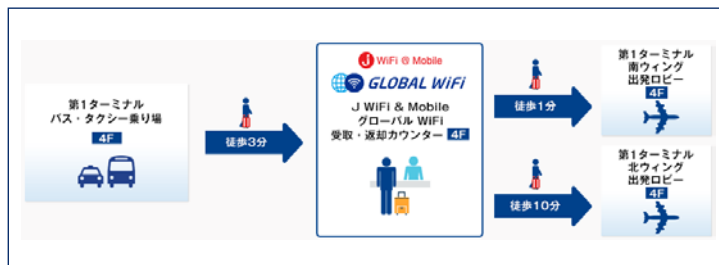 第1ターミナル
バス・タクシー乗り場
4F
徒歩3分
J WiFi @ Mobile
GLOBAL WiFi
J WiFi & Mobile
グローバル WiFi
受取・返却カウンター 4F
徒歩1分
第1ターミナル
南ウィング
出発ロビー
4F
徒歩10分
第1ターミナル
北ウィング
出発ロビー
4F